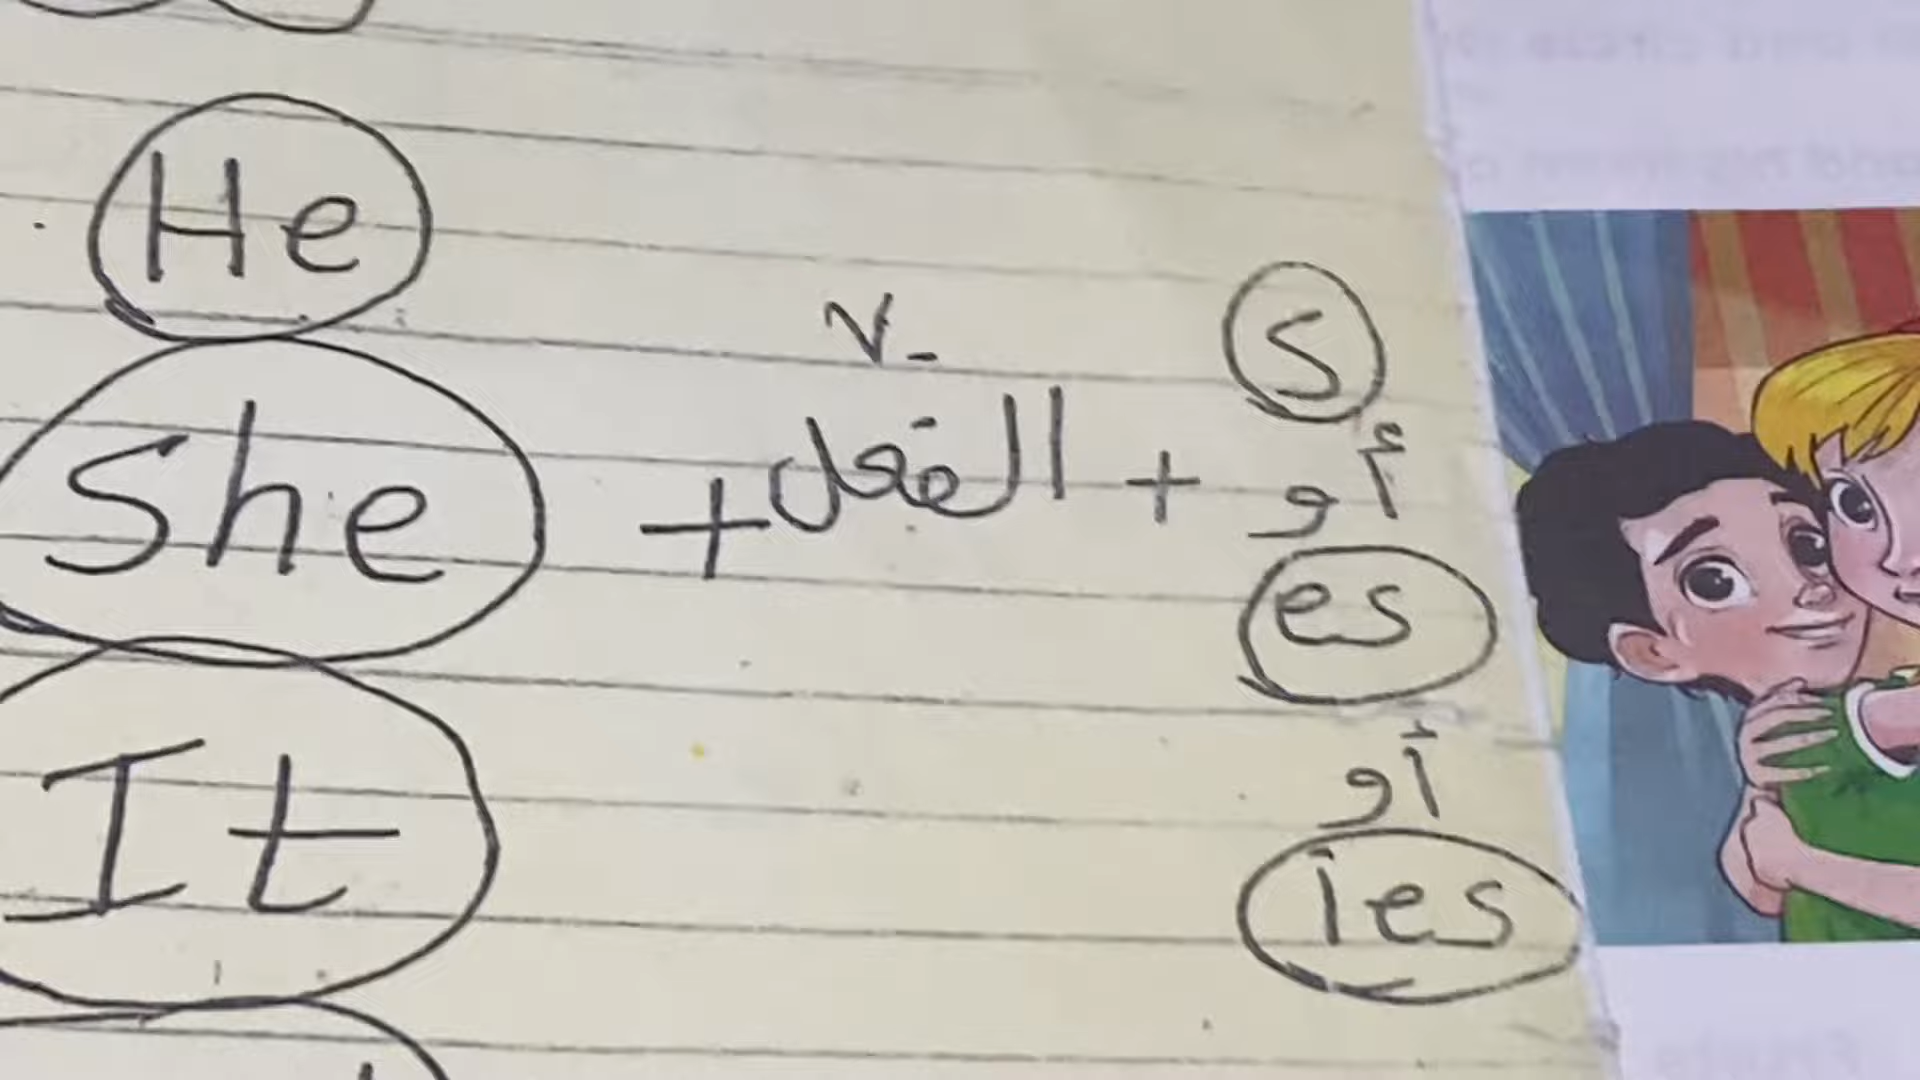 He
v.
s
She + الفعل +
أو
es
أو
It
ies